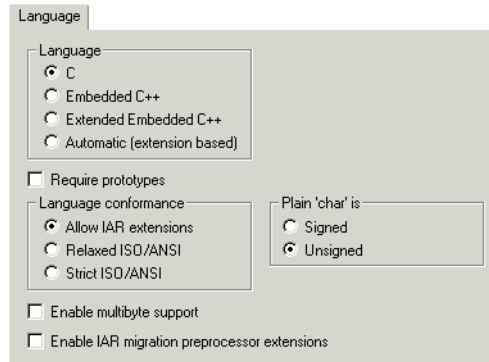 Language
Language
C
Embedded C++
Extended Embedded C++
Automatic (extension based)
Require prototypes
Language conformance
Allow IAR extensions
Relaxed ISO/ANSI
Strict ISO/ANSI
Plain 'char' is
Signed
Unsigned
Enable multibyte support
Enable IAR migration preprocessor extensions